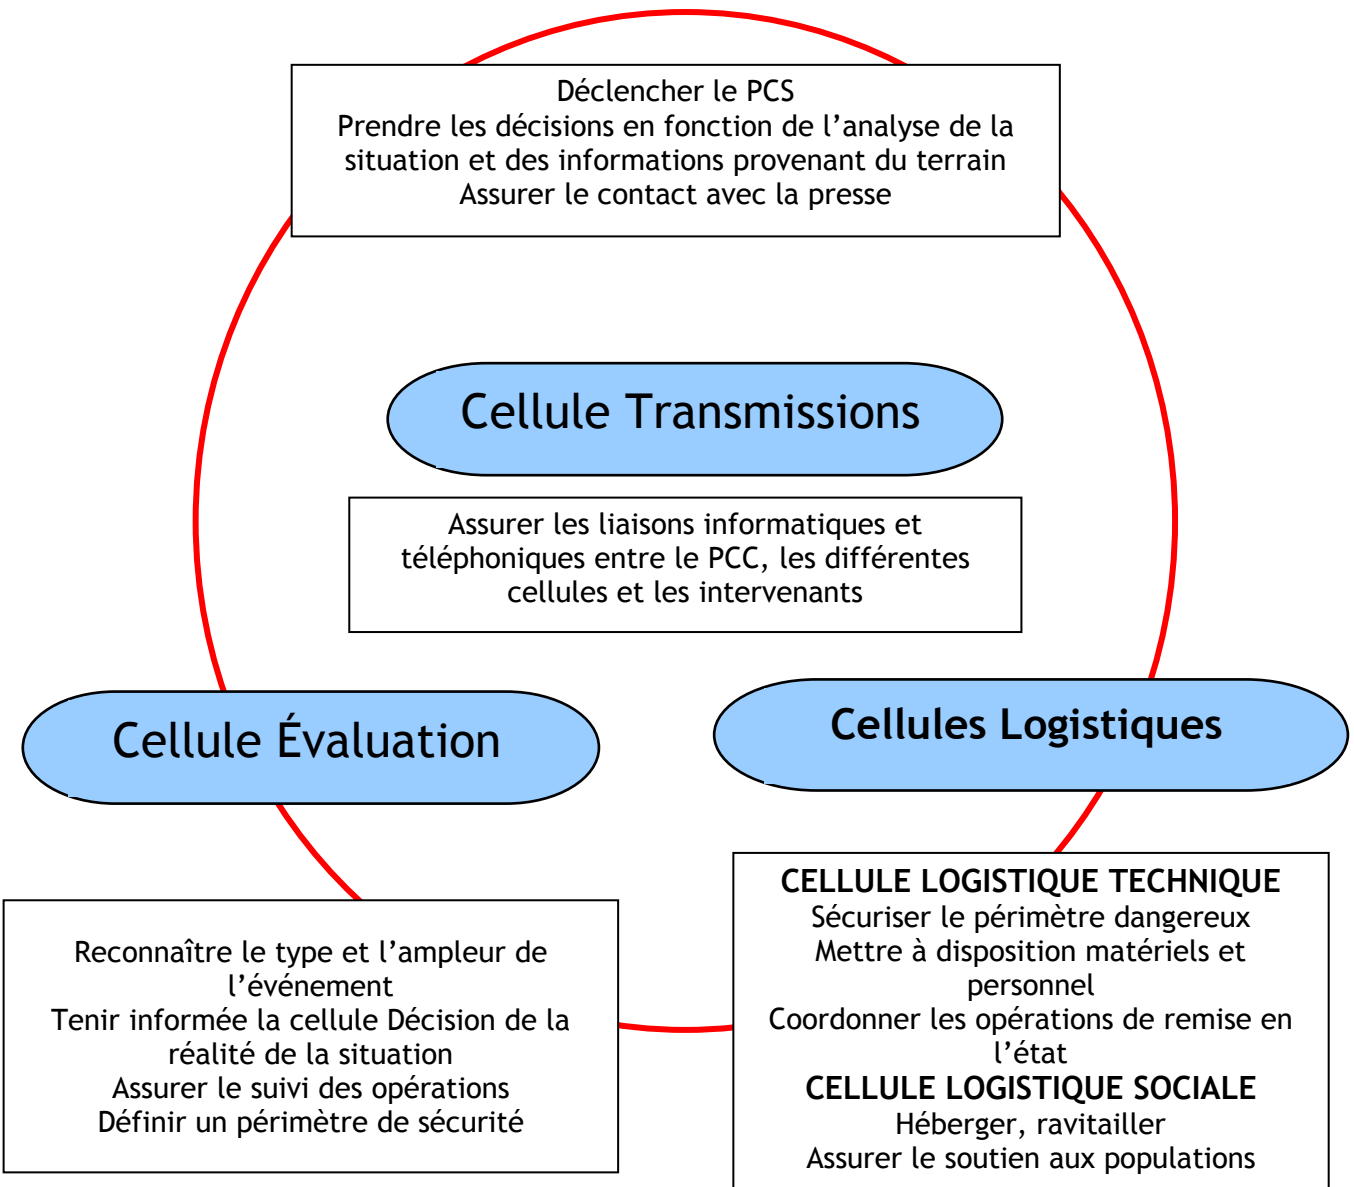 Déclencher le PCS
Prendre les décisions en fonction de l’analyse de la
situation et des informations provenant du terrain
Assurer le contact avec la presse
Cellule Transmissions
Assurer les liaisons informatiques et
téléphoniques entre le PCC, les différentes
cellules et les intervenants
Cellule Évaluation
Cellules Logistiques
Reconnaître le type et l’ampleur de
l’événement
Tenir informée la cellule Décision de la
réalité de la situation
Assurer le suivi des opérations
Définir un périmètre de sécurité
CELLULE LOGISTIQUE TECHNIQUE
Sécuriser le périmètre dangereux
Mettre à disposition matériels et
personnel
Coordonner les opérations de remise en
l’état
CELLULE LOGISTIQUE SOCIALE
Héberger, ravitailler
Assurer le soutien aux populations